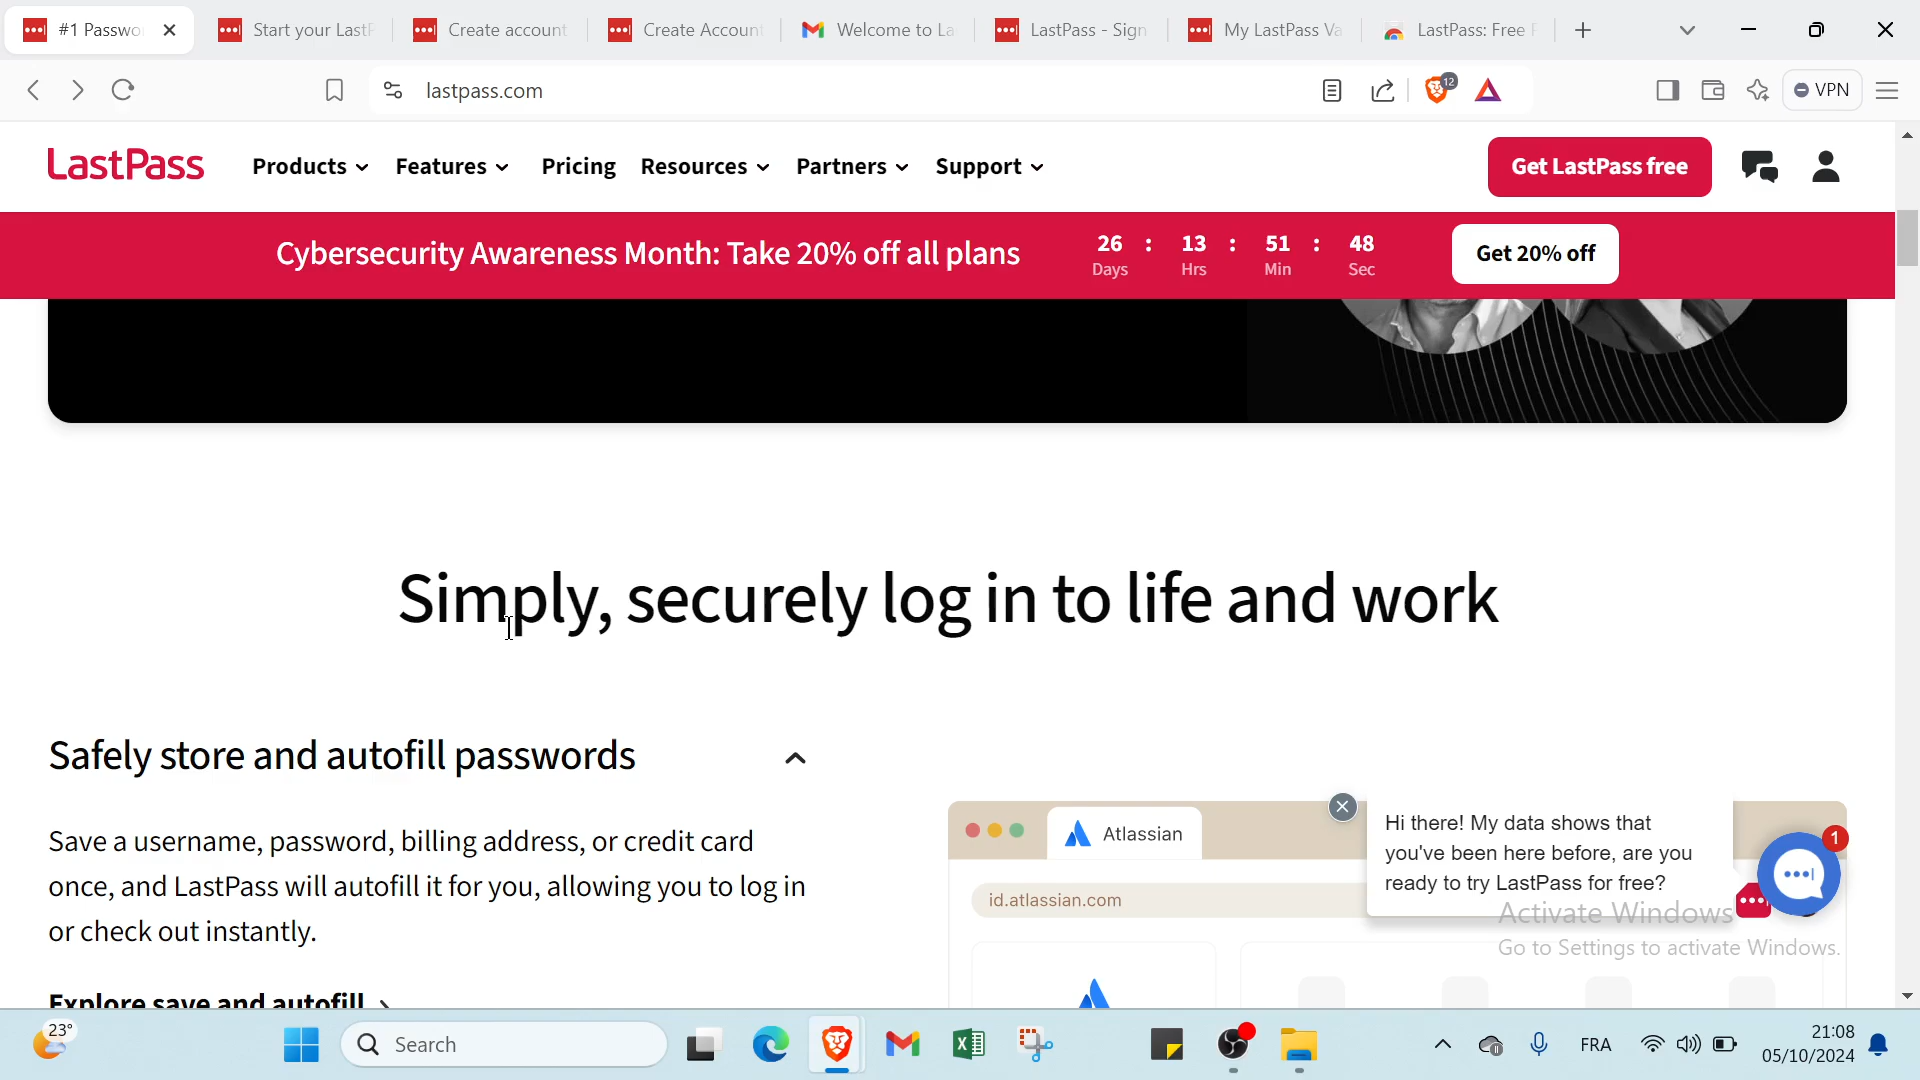 #1 Passwo
Start your LastP
Create account
Create Account
Welcome to La
LastPass - Sign
My LastPass Va
LastPass: Free P
lastpass.com
12
VPN
LastPass
Products
Features
Pricing
Resources
Partners
Support
Get LastPass free
Cybersecurity Awareness Month: Take 20% off all plans
26 : 13 : 51 : 48
Days Hrs Min Sec
Get 20% off
Simply, securely log in to life and work
Safely store and autofill passwords
Save a username, password, billing address, or credit card
once, and LastPass will autofill it for you, allowing you to log in
or check out instantly.
Explore save and autofill
Atlassian
id.atlassian.com
Hi there! My data shows that
you've been here before, are you
ready to try LastPass for free?
1
Activate Windows
Go to Settings to activate Windows.
23°
Search
FRA
21:08
05/10/2024